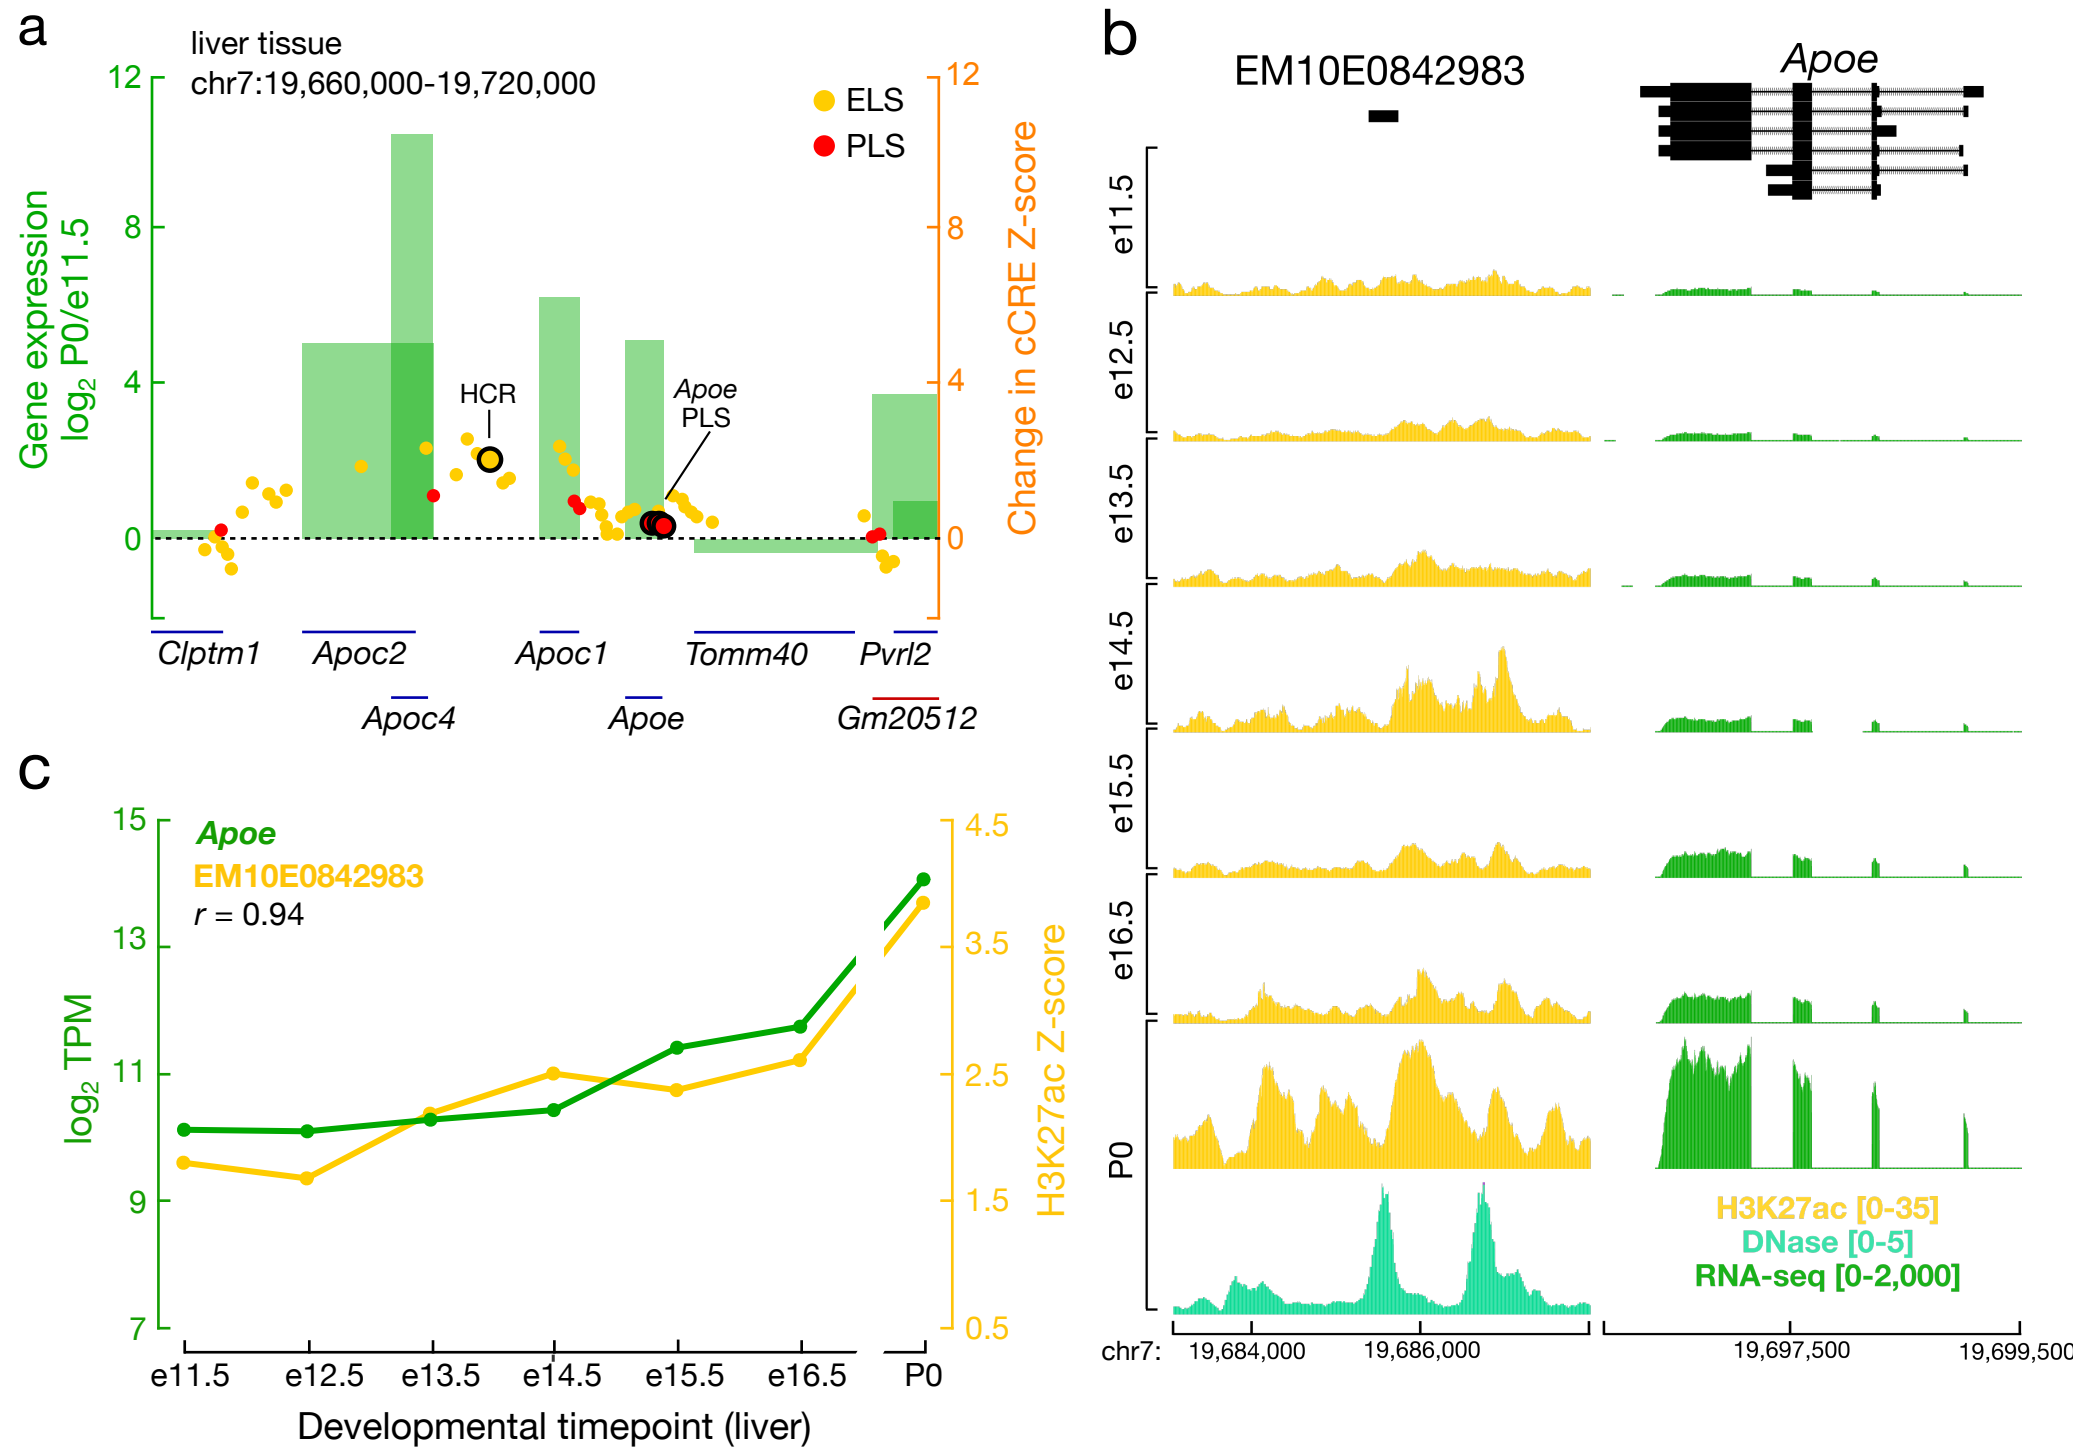 a
liver tissue
chr7:19,660,000-19,720,000
ELS
PLS
12
8
4
0
Gene expression
log₂ P0/e11.5
12
8
4
0
Change in cCRE Z-score
HCR
Apoe
PLS
Clptm1
Apoc2
Apoc1
Tomm40
Pvrl2
Apoc4
Apoe
Gm20512
b
EM10E0842983
Apoe
e11.5
e12.5
e13.5
e14.5
e15.5
e16.5
P0
H3K27ac [0-35]
DNase [0-5]
RNA-seq [0-2,000]
chr7:
19,684,000
19,686,000
19,697,500
19,699,500
c
Apoe
EM10E0842983
r = 0.94
15
13
11
9
7
log₂ TPM
4.5
3.5
2.5
1.5
0.5
H3K27ac Z-score
e11.5
e12.5
e13.5
e14.5
e15.5
e16.5
P0
Developmental timepoint (liver)